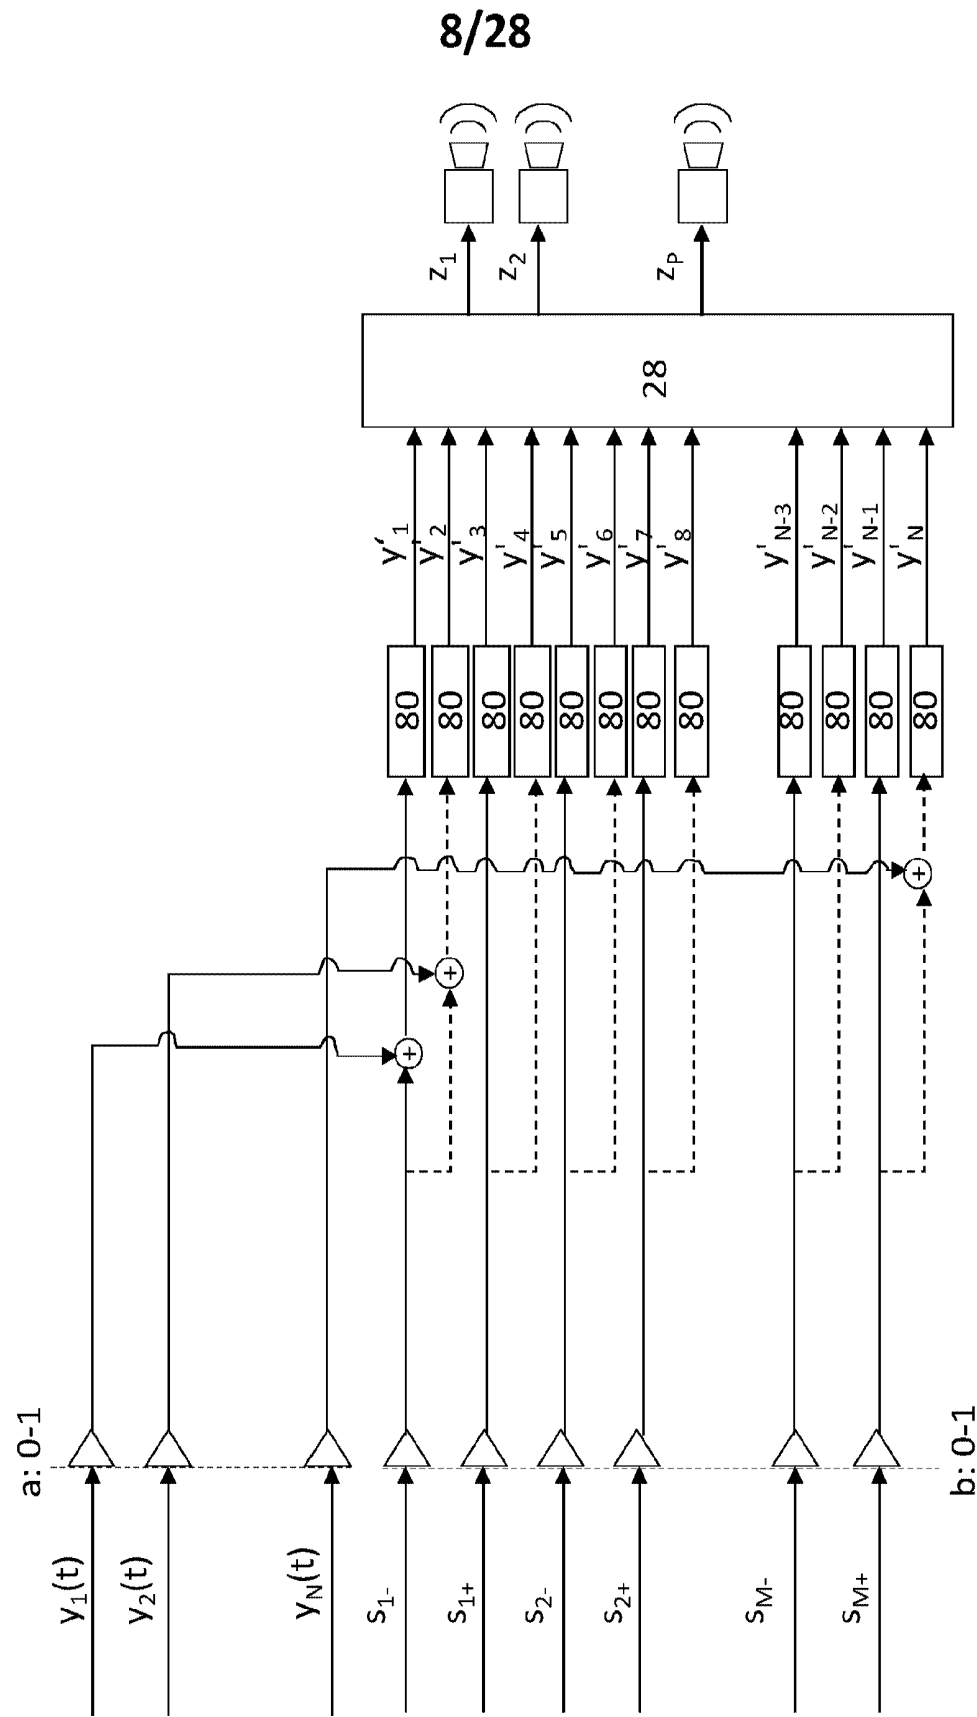 8/28
z1
z2
zP
28
y'1
y'2
y'3
y'4
y'5
y'6
y'7
y'8
y'N-3
y'N-2
y'N-1
y'N
80
80
80
80
80
80
80
80
80
80
80
80
+
+
+
a: 0-1
b: 0-1
y1(t)
y2(t)
yN(t)
s1-
s1+
s2-
s2+
sM-
sM+